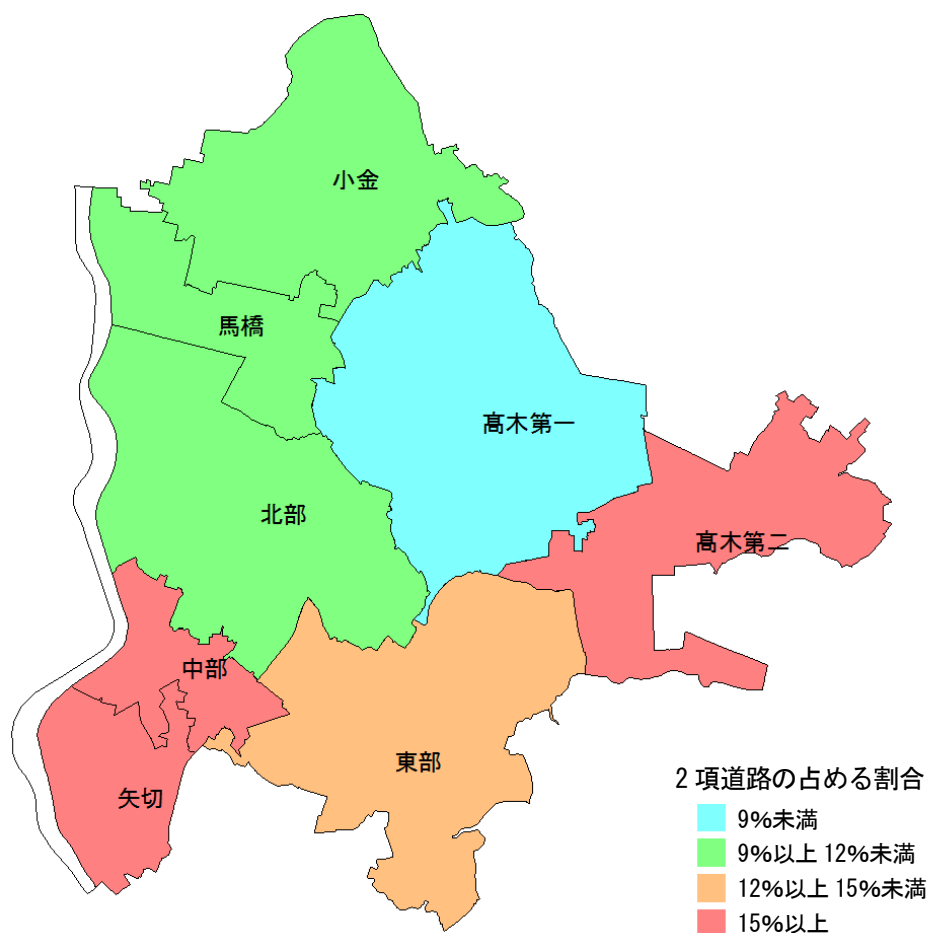 小金
馬橋
髙木第一
北部
髙木第二
中部
東部
矢切
2項道路の占める割合
9%未満
9%以上 12%未満
12%以上 15%未満
15%以上